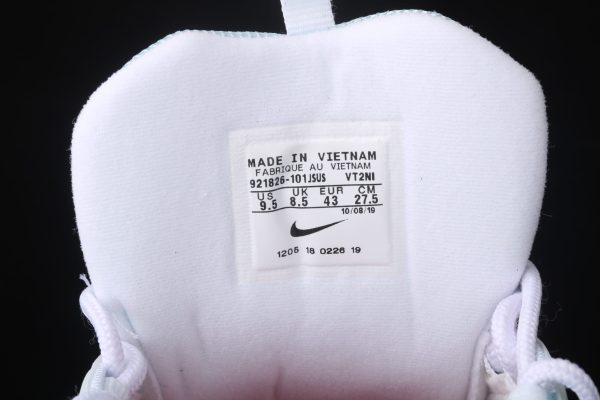 MADE IN VIETNAM
FABRIQUE AU VIETNAM
921826-101JSUS VT2NI
US UK EUR CM
9.5 8.5 43 27.5
10/08/19
1205 18 0226 19